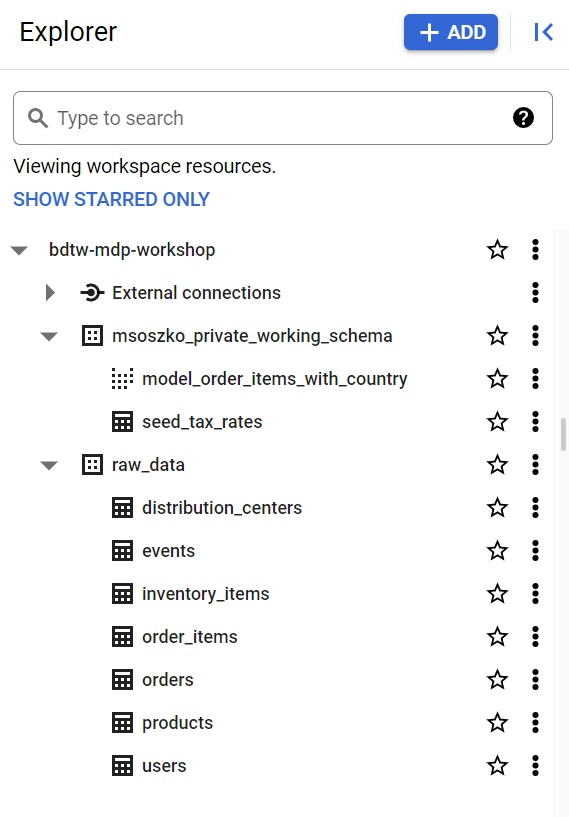 Explorer
+ ADD
Type to search
Viewing workspace resources.
SHOW STARRED ONLY
bdtw-mdp-workshop
External connections
msoszko_private_working_schema
model_order_items_with_country
seed_tax_rates
raw_data
distribution_centers
events
inventory_items
order_items
orders
products
users